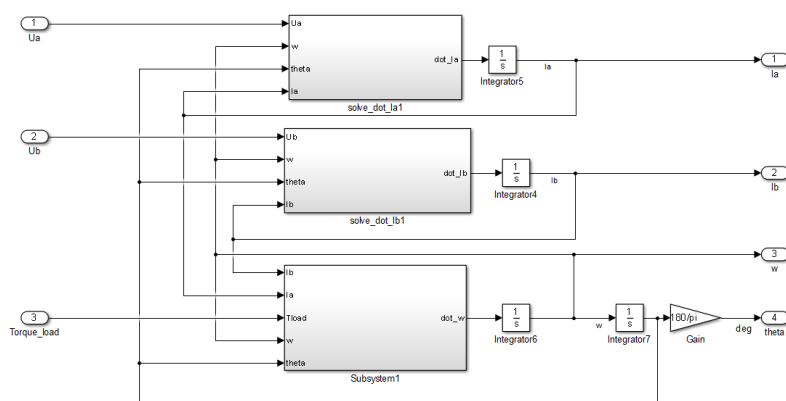 1
Ua
Ua
w
theta
Ia
dot_Ia
solve_dot_Ia1
1
s
Integrator5
Ia
1
Ia
2
Ub
Ub
w
theta
Ib
dot_Ib
solve_dot_Ib1
1
s
Integrator4
Ib
2
Ib
3
w
3
Torque_load
Ib
Ia
Tload
w
theta
dot_w
Subsystem1
1
s
Integrator6
w
1
s
Integrator7
180/pi
Gain
deg
4
theta